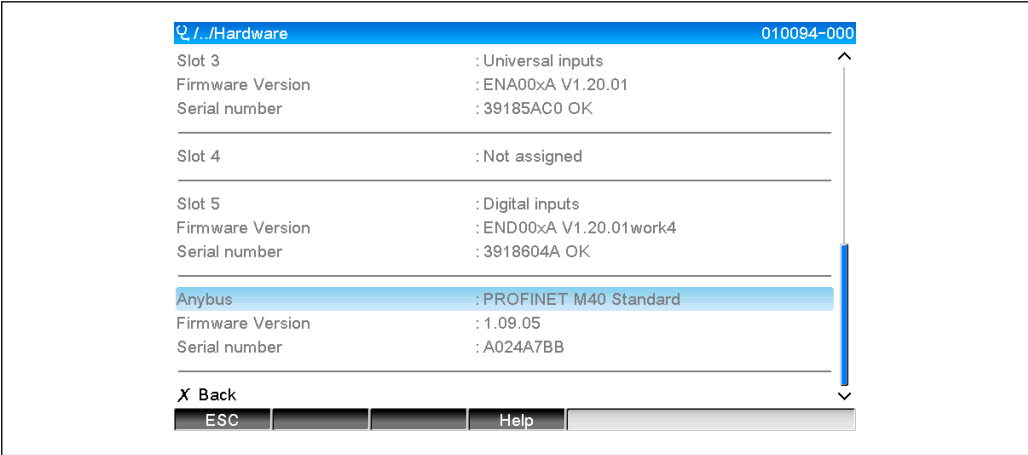 /../Hardware 010094-000
Slot 3 : Universal inputs
Firmware Version : ENA00xA V1.20.01
Serial number : 39185AC0 OK
Slot 4 : Not assigned
Slot 5 : Digital inputs
Firmware Version : END00xA V1.20.01work4
Serial number : 3918604A OK
Anybus : PROFINET M40 Standard
Firmware Version : 1.09.05
Serial number : A024A7BB
X Back
ESC Help